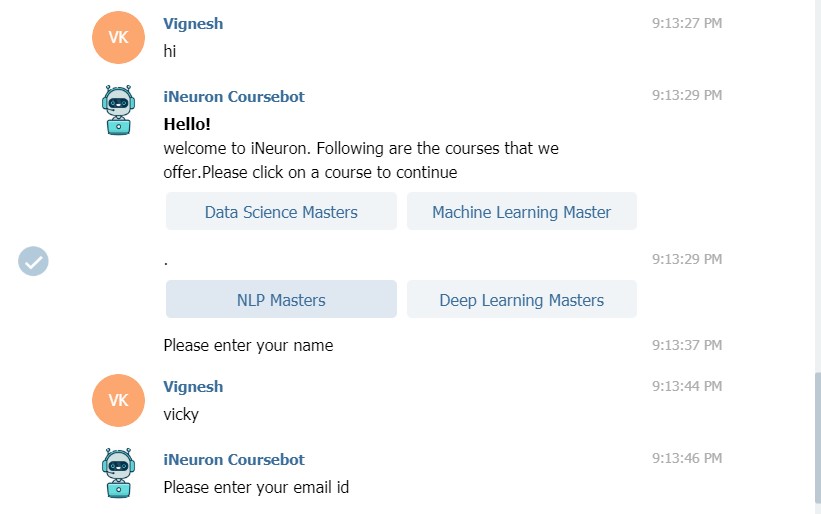 VK
Vignesh 9:13:27 PM
hi
iNeuron Coursebot 9:13:29 PM
Hello!
welcome to iNeuron. Following are the courses that we
offer.Please click on a course to continue
Data Science Masters Machine Learning Master
. 9:13:29 PM
NLP Masters Deep Learning Masters
Please enter your name 9:13:37 PM
VK
Vignesh 9:13:44 PM
vicky
iNeuron Coursebot 9:13:46 PM
Please enter your email id